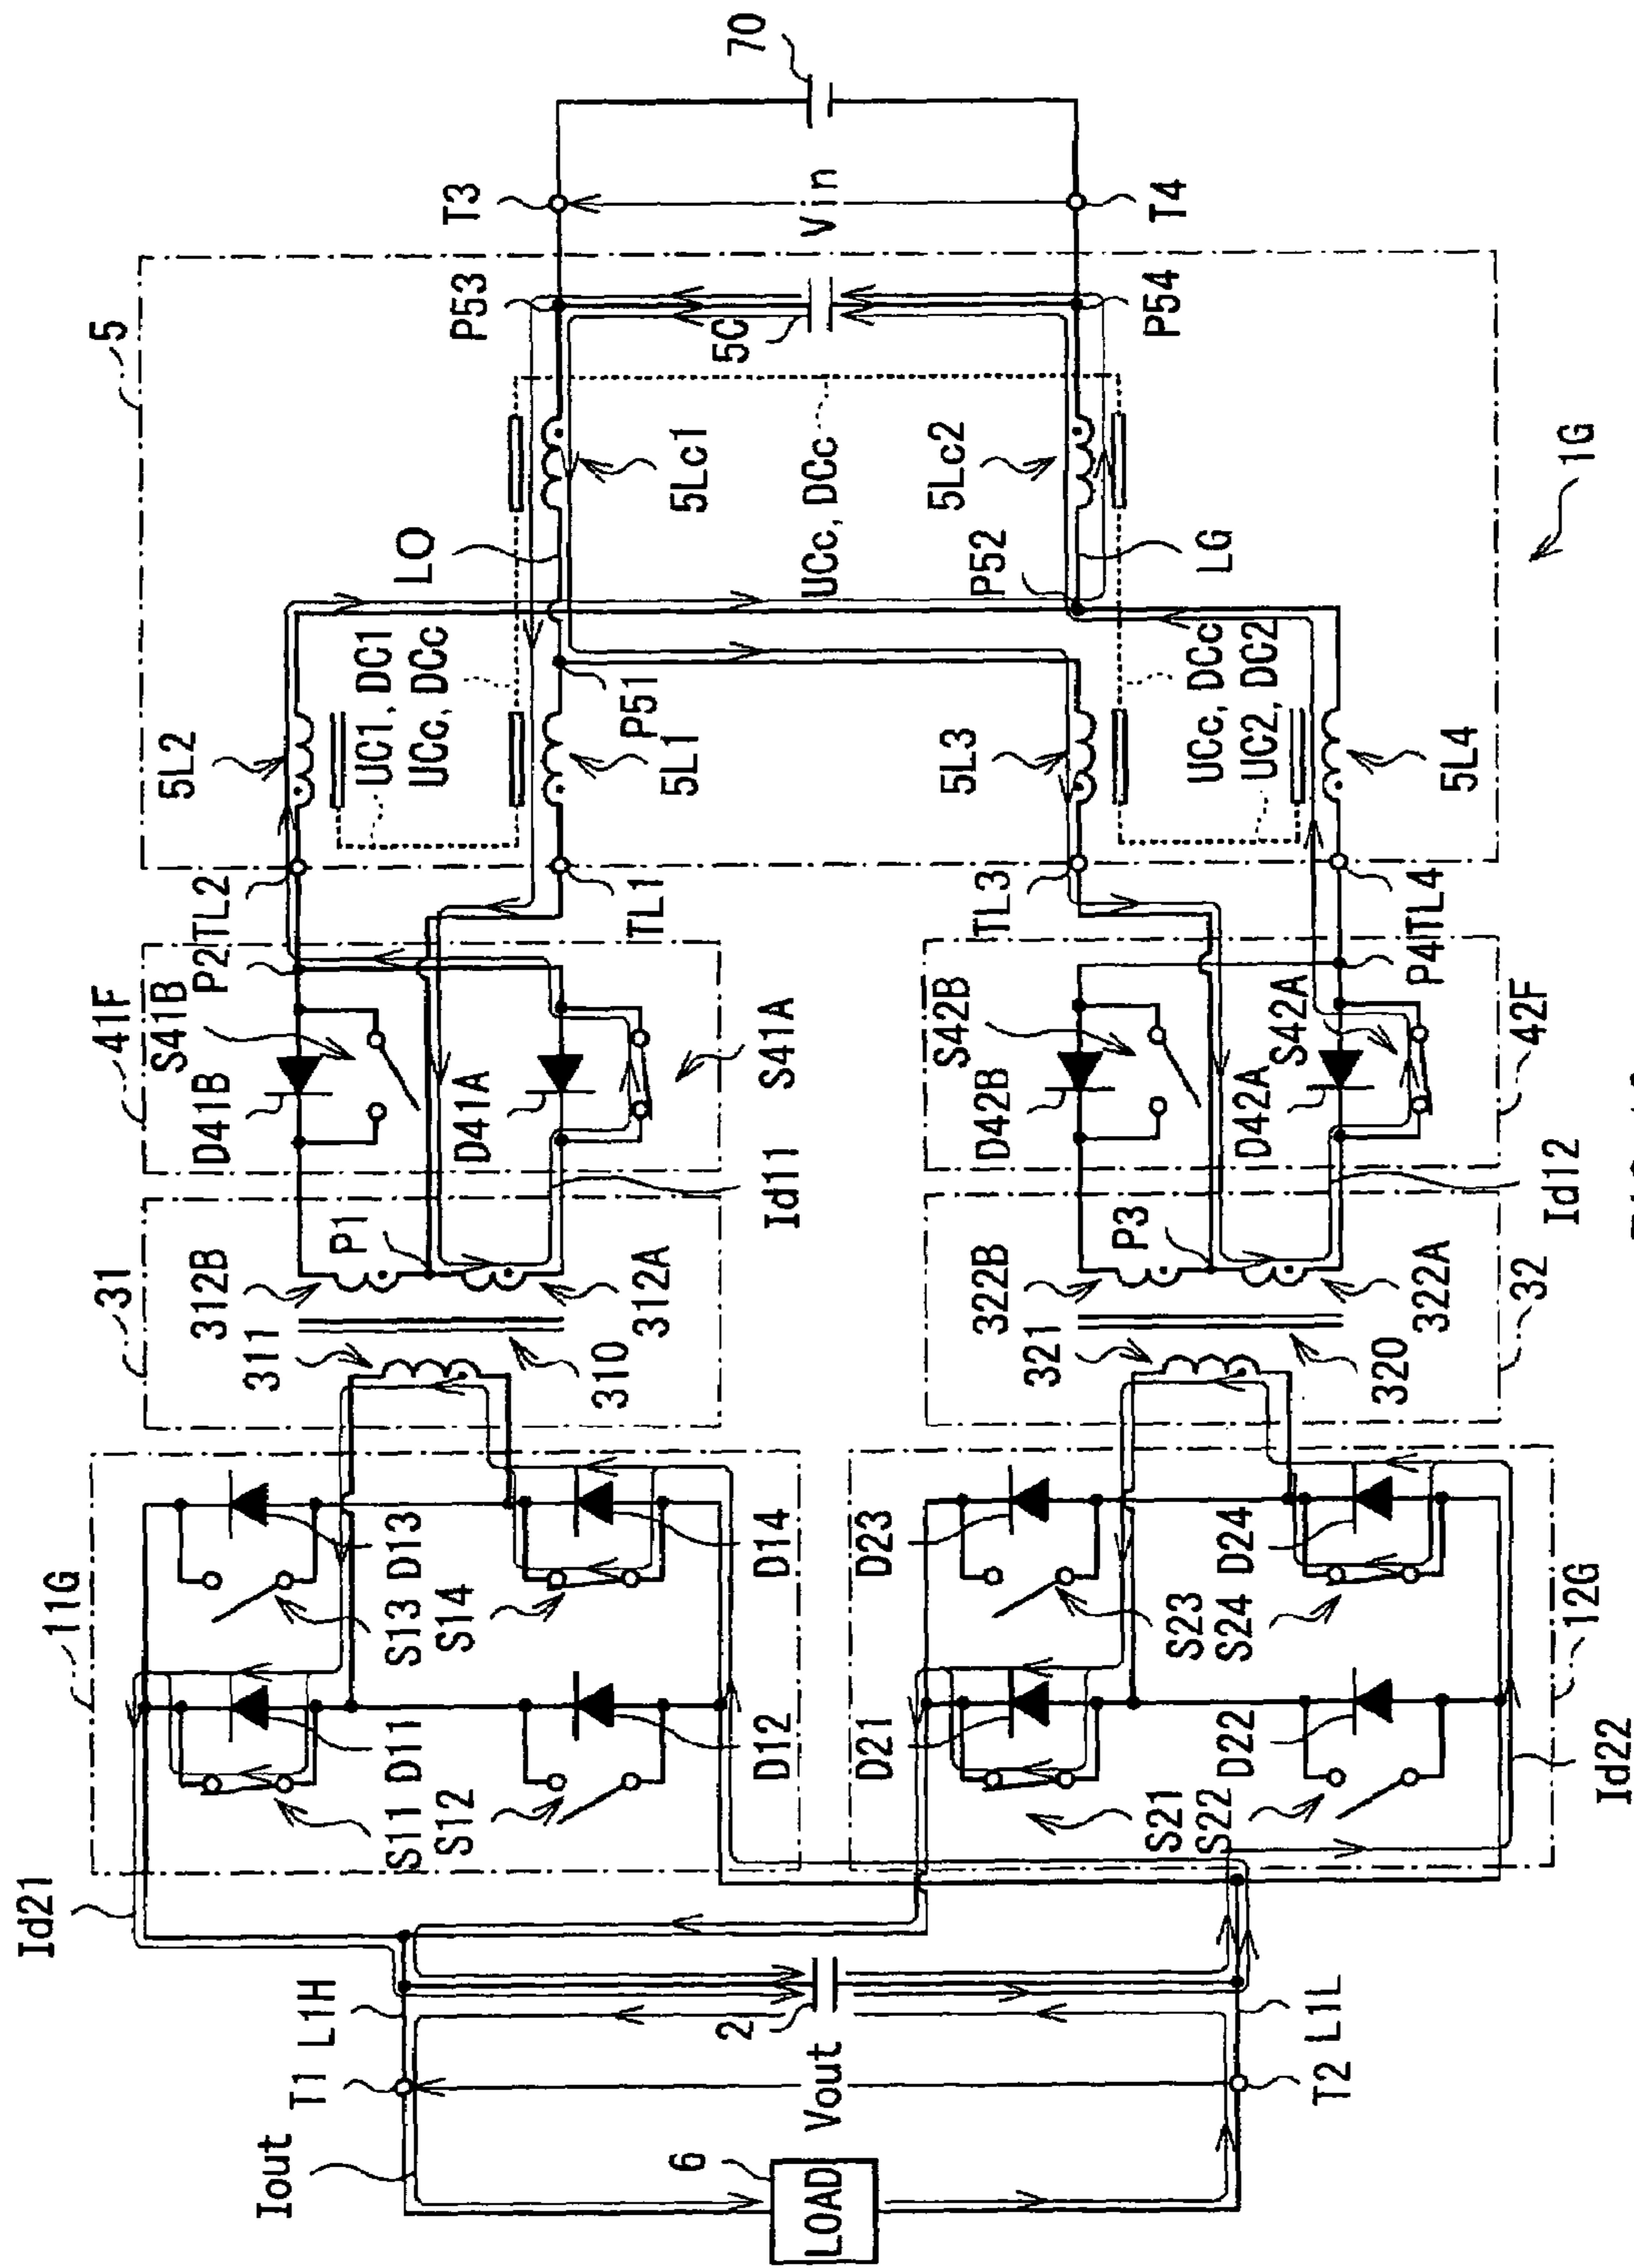 Iout
T1
L1H
Id21
11G
31
41F
5
LOAD
6
Vout
2
T2
L1L
S11
D11
S12
D12
S13
D13
S14
D14
311
310
312B
P1
312A
Id11
D41B
S41B
D41A
S41A
P2
TL2
TL1
5L2
UC1, DC1
UCc, DCc
5L1
P51
LO
5Lc1
P53
5C
UCc, DCc
T3
Vin
70
T4
P54
5Lc2
P52
LG
5L3
UCc, DCc
UC2, DC2
5L4
TL3
TL4
P4
S42B
D42B
S42A
D42A
42F
Id12
P3
322B
321
320
322A
32
D23
S23
S24
D24
D21
S21
S22
D22
12G
Id22
1G